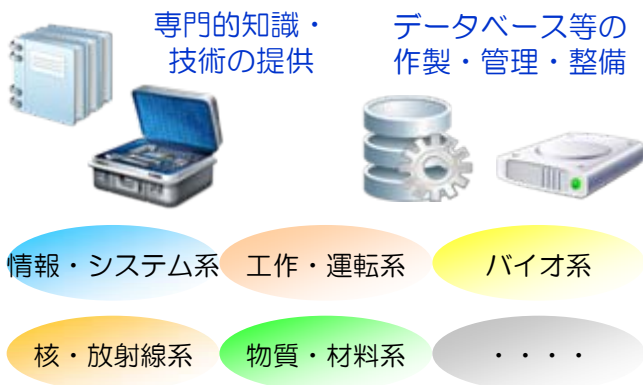 専門的知識・
技術の提供
データベース等の
作製・管理・整備
情報・システム系
工作・運転系
バイオ系
核・放射線系
物質・材料系
・・・・